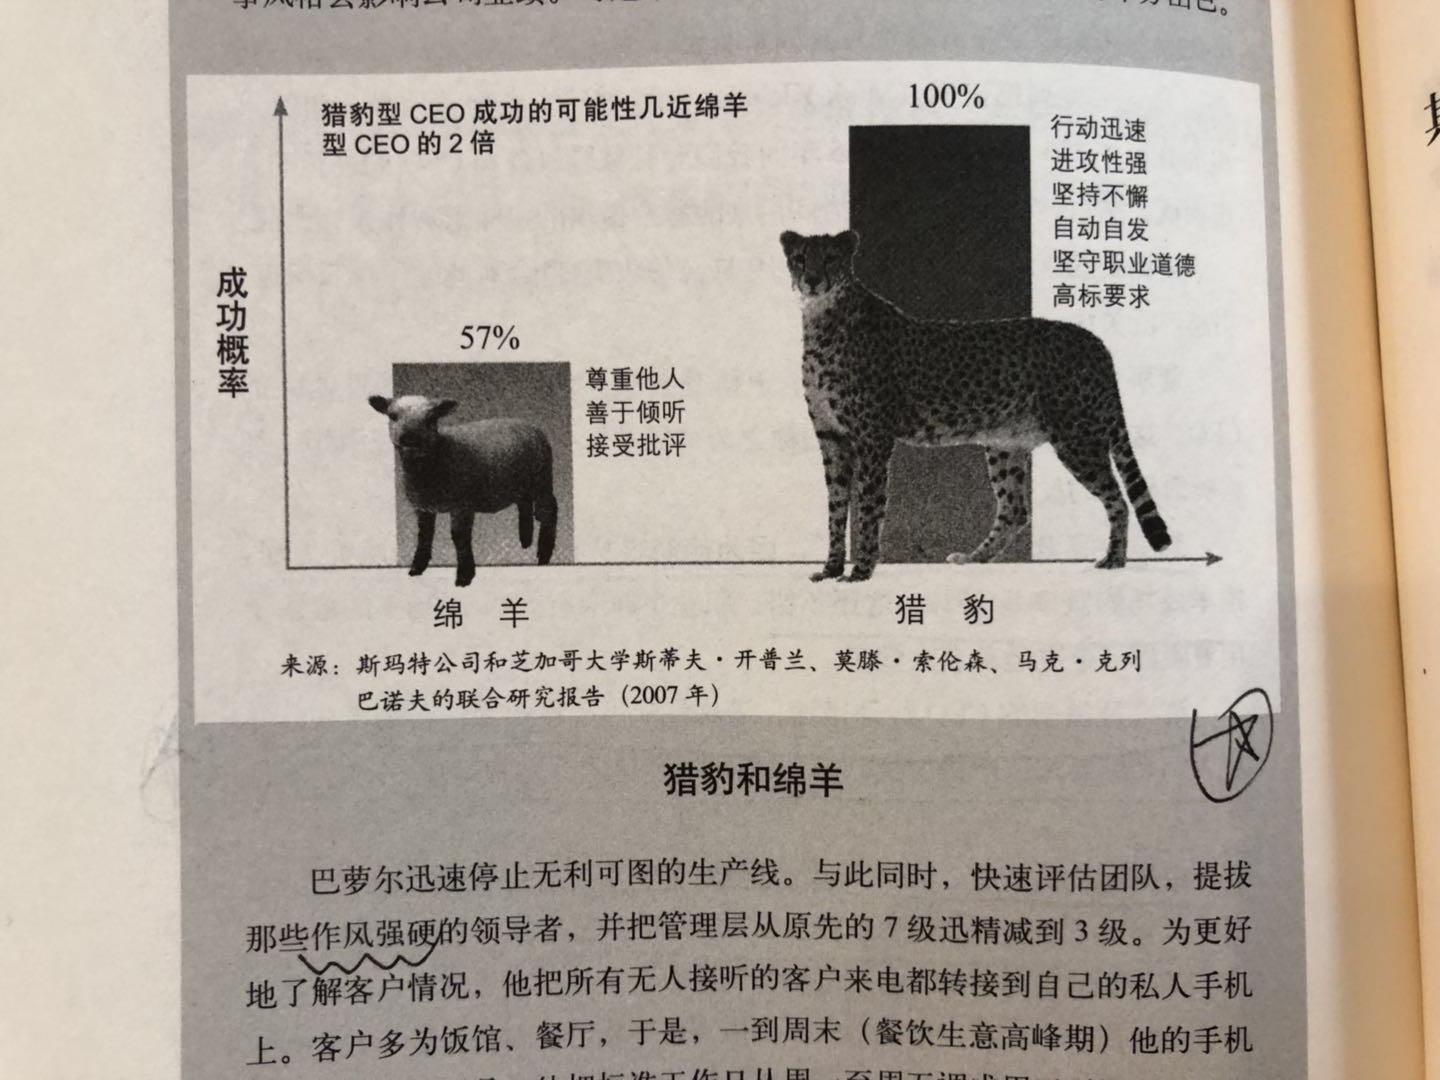 猎豹型 CEO 成功的可能性几近绵羊
型 CEO 的 2 倍
100%
行动迅速
进攻性强
坚持不懈
自动自发
坚守职业道德
高标要求
成功概率
57%
尊重他人
善于倾听
接受批评
绵 羊
猎 豹
来源：斯玛特公司和芝加哥大学斯蒂夫·开普兰、莫滕·索伦森、马克·克列
巴诺夫的联合研究报告（2007 年）
猎豹和绵羊
巴萝尔迅速停止无利可图的生产线。与此同时，快速评估团队，提拔
那些作风强硬的领导者，并把管理层从原先的 7 级迅精减到 3 级。为更好
地了解客户情况，他把所有无人接听的客户来电都转接到自己的私人手机
上。客户多为饭馆、餐厅，于是，一到周末（餐饮生意高峰期）他的手机